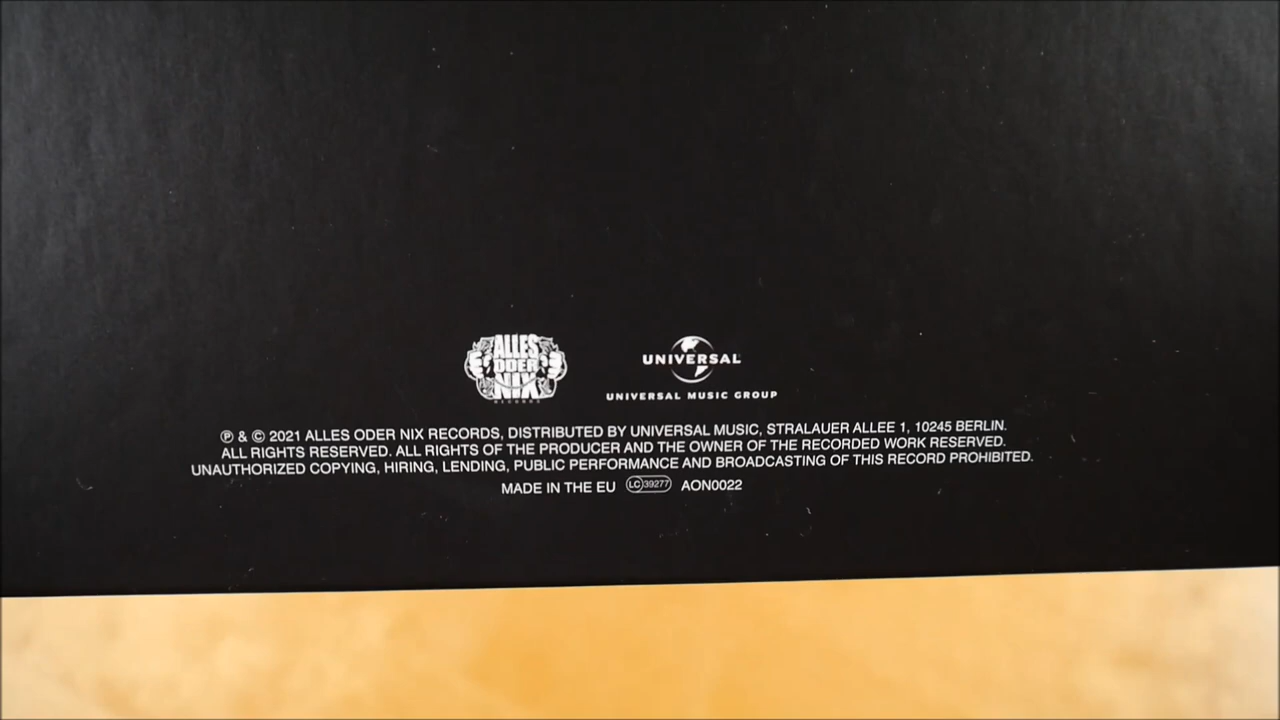 ALLES ODER NIX RECORDS
UNIVERSAL
UNIVERSAL MUSIC GROUP
℗ & © 2021 ALLES ODER NIX RECORDS, DISTRIBUTED BY UNIVERSAL MUSIC, STRALAUER ALLEE 1, 10245 BERLIN.
ALL RIGHTS RESERVED. ALL RIGHTS OF THE PRODUCER AND THE OWNER OF THE RECORDED WORK RESERVED.
UNAUTHORIZED COPYING, HIRING, LENDING, PUBLIC PERFORMANCE AND BROADCASTING OF THIS RECORD PROHIBITED.
MADE IN THE EU LC 39277 AON0022